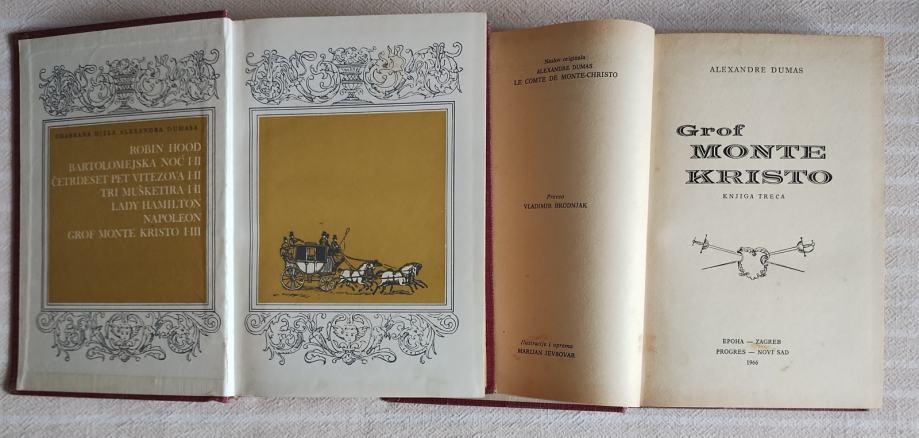 ODABRANA DJELA ALEXANDRA DUMASA
ROBIN HOOD
BARTOLOMEJSKA NOĆ I-II
ČETRDESET PET VITEZOVA I-II
TRI MUŠKETIRA I-II
LADY HAMILTON
NAPOLEON
GROF MONTE KRISTO I-III
Naslov originala
ALEXANDRE DUMAS
LE COMTE DE MONTE-CHRISTO
Preveo
VLADIMIR BRODNJAK
Ilustracije i oprema
MARIJAN JEVŠOVAR
ALEXANDRE DUMAS
Grof
MONTE
KRISTO
KNJIGA TREĆA
EPOHA — ZAGREB
PROGRES — NOVI SAD
1966